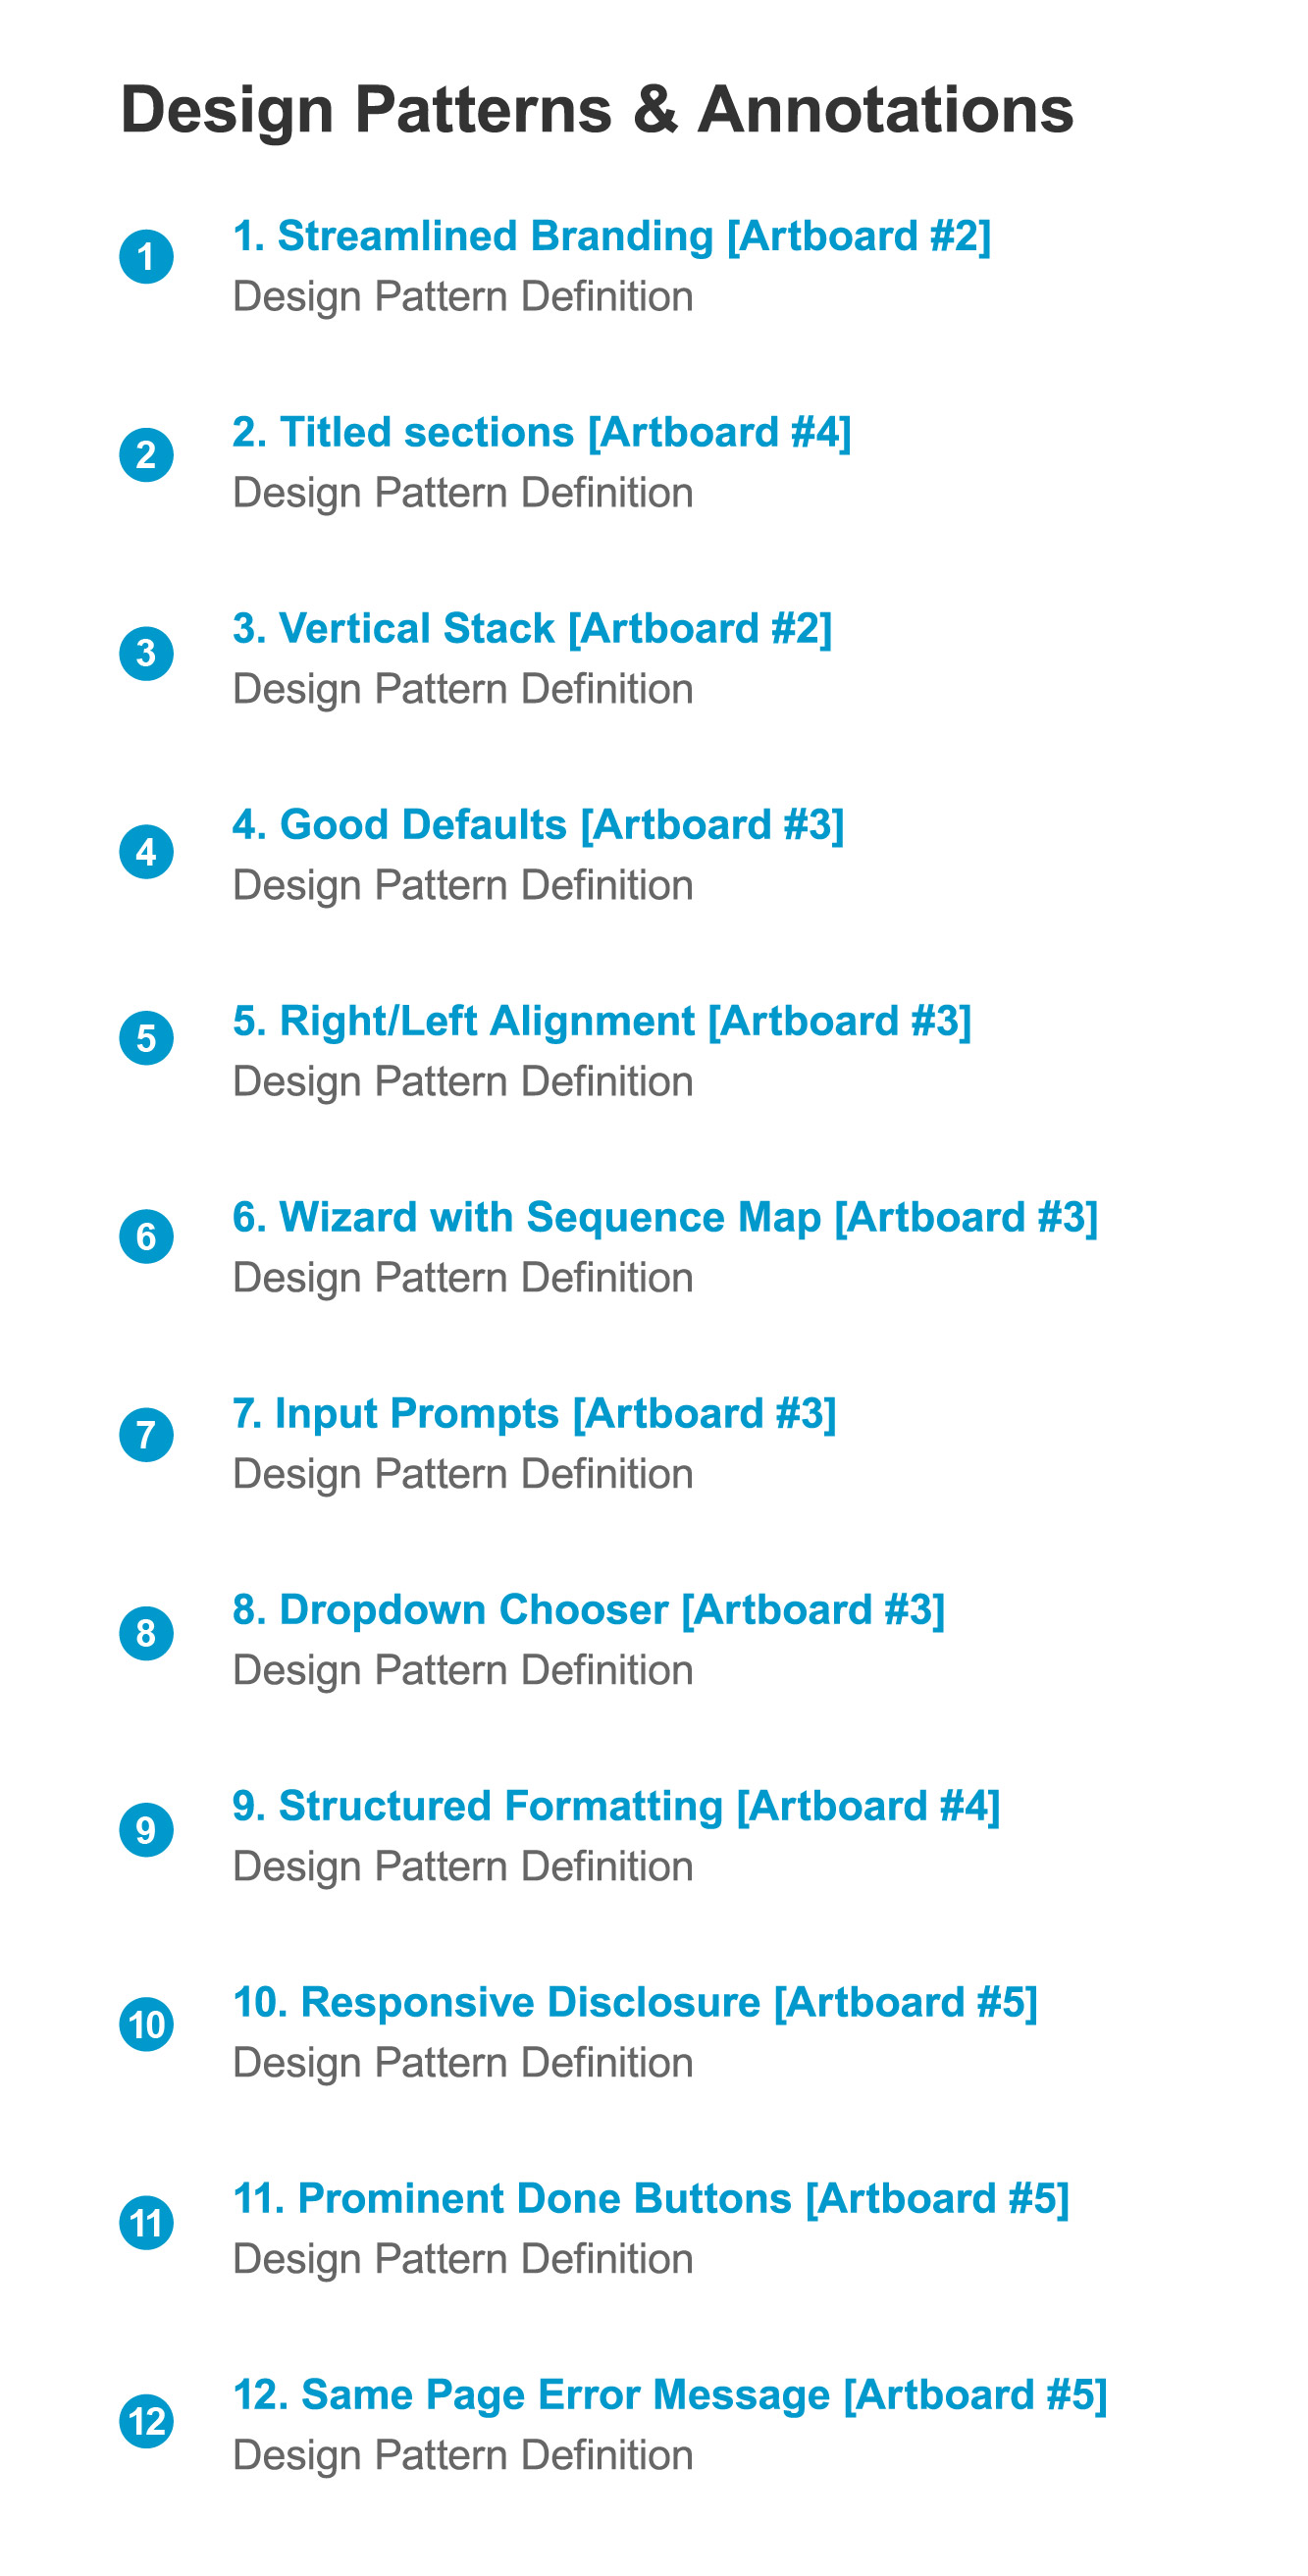 Design Patterns & Annotations
1 1. Streamlined Branding [Artboard #2]
Design Pattern Definition
2 2. Titled sections [Artboard #4]
Design Pattern Definition
3 3. Vertical Stack [Artboard #2]
Design Pattern Definition
4 4. Good Defaults [Artboard #3]
Design Pattern Definition
5 5. Right/Left Alignment [Artboard #3]
Design Pattern Definition
6 6. Wizard with Sequence Map [Artboard #3]
Design Pattern Definition
7 7. Input Prompts [Artboard #3]
Design Pattern Definition
8 8. Dropdown Chooser [Artboard #3]
Design Pattern Definition
9 9. Structured Formatting [Artboard #4]
Design Pattern Definition
10 10. Responsive Disclosure [Artboard #5]
Design Pattern Definition
11 11. Prominent Done Buttons [Artboard #5]
Design Pattern Definition
12 12. Same Page Error Message [Artboard #5]
Design Pattern Definition